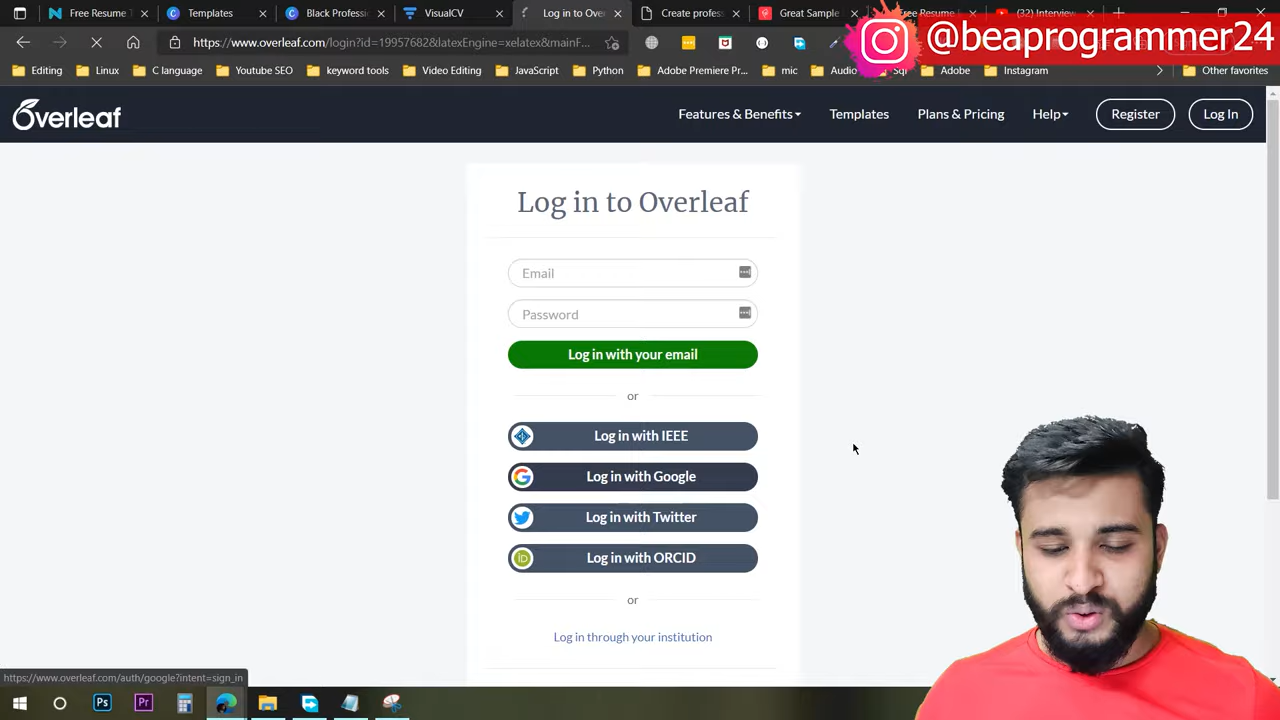 Free Resume T
Templates
Black Professi
VisualCV
Log in to Over
Create profes
Great Sample
Free Resume
(32) Interview
https://www.overleaf.com/login?id=19957682&latexEngine=xelatex&mainF...
@beaprogrammer24
Editing
Linux
C language
Youtube SEO
keyword tools
Video Editing
JavaScript
Python
Adobe Premiere Pr...
mic
Audio
Sql
Adobe
Instagram
Other favorites
Overleaf
Features & Benefits
Templates
Plans & Pricing
Help
Register
Log In
Log in to Overleaf
Email
Password
Log in with your email
or
Log in with IEEE
Log in with Google
Log in with Twitter
iD
Log in with ORCID
or
Log in through your institution
https://www.overleaf.com/auth/google?intent=sign_in
Ps
Pr